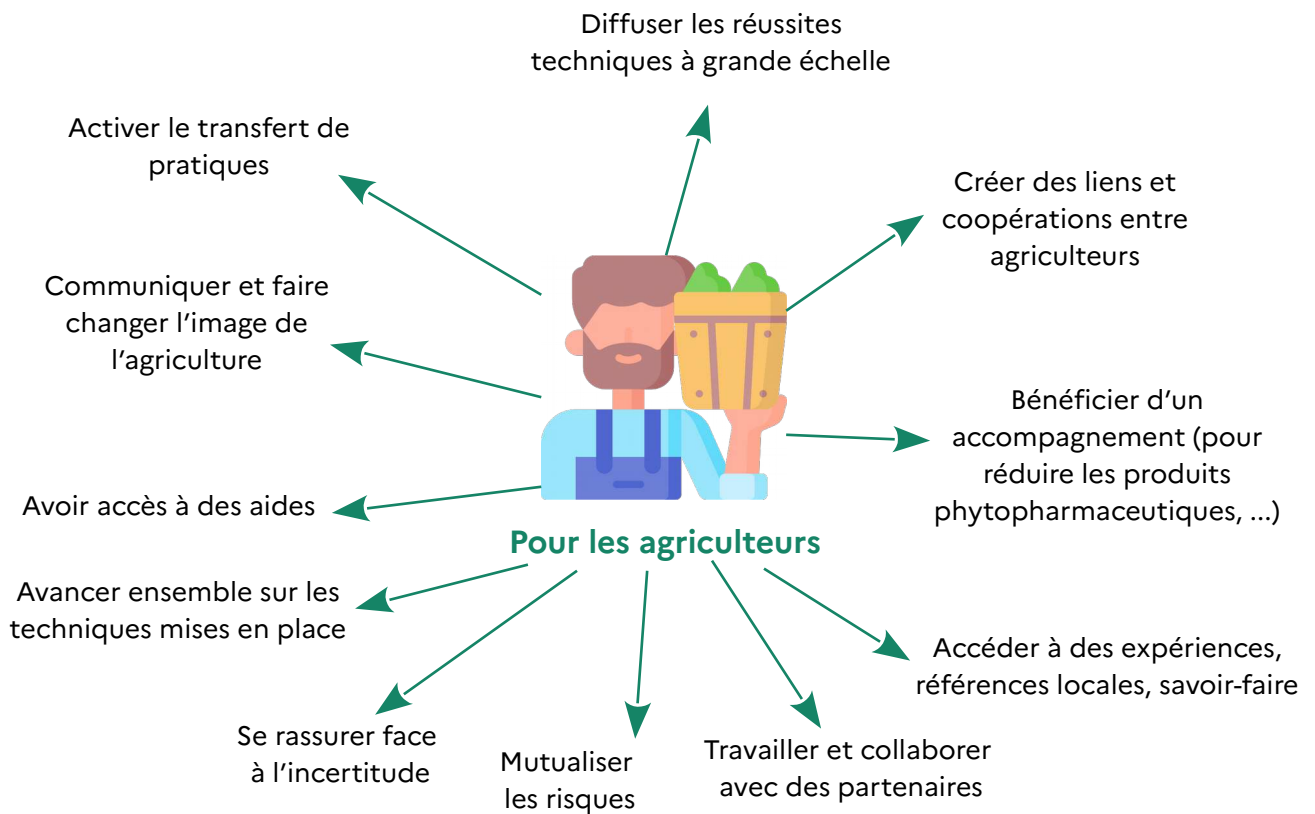 Diffuser les réussites
techniques à grande échelle
Activer le transfert de
pratiques
Créer des liens et
coopérations entre
agriculteurs
Communiquer et faire
changer l’image de
l’agriculture
Bénéficier d’un
accompagnement (pour
réduire les produits
phytopharmaceutiques, ...)
Avoir accès à des aides
Pour les agriculteurs
Avancer ensemble sur les
techniques mises en place
Accéder à des expériences,
références locales, savoir-faire
Se rassurer face
à l’incertitude
Mutualiser
les risques
Travailler et collaborer
avec des partenaires